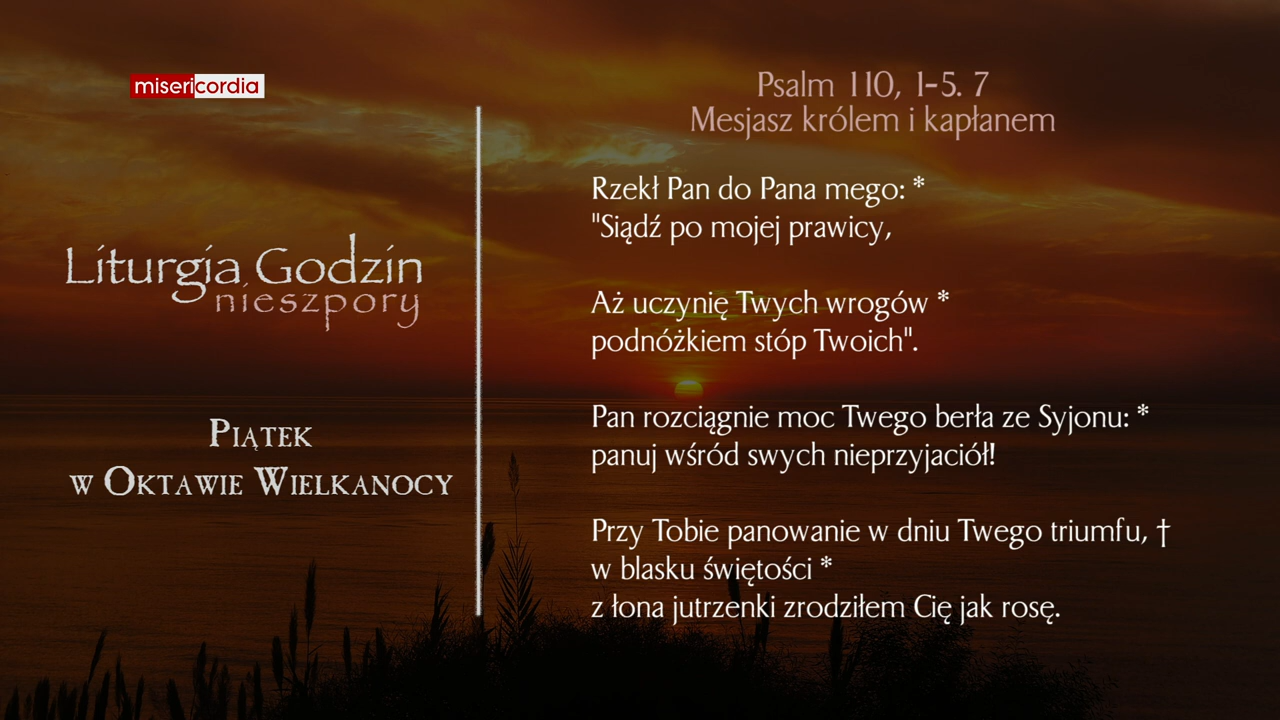 misericordia
Liturgia Godzin
nieszpory
Piątek
w Oktawie Wielkanocy
Psalm 110, 1-5. 7
Mesjasz królem i kapłanem
Rzekł Pan do Pana mego: *
"Siądź po mojej prawicy,
Aż uczynię Twych wrogów *
podnóżkiem stóp Twoich".
Pan rozciągnie moc Twego berła ze Syjonu: *
panuj wśród swych nieprzyjaciół!
Przy Tobie panowanie w dniu Twego triumfu, †
w blasku świętości *
z łona jutrzenki zrodziłem Cię jak rosę.